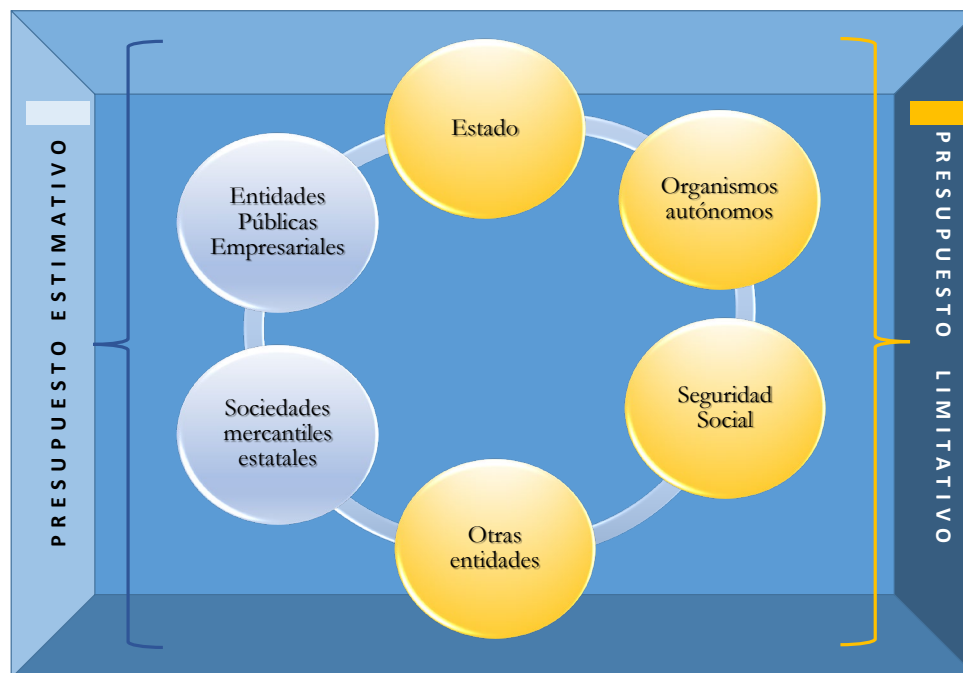 PRESUPUESTO ESTIMATIVO
Estado
Organismos
autónomos
Seguridad
Social
Otras
entidades
Sociedades
mercantiles
estatales
Entidades
Públicas
Empresariales
PRESUPUESTO LIMITATIVO